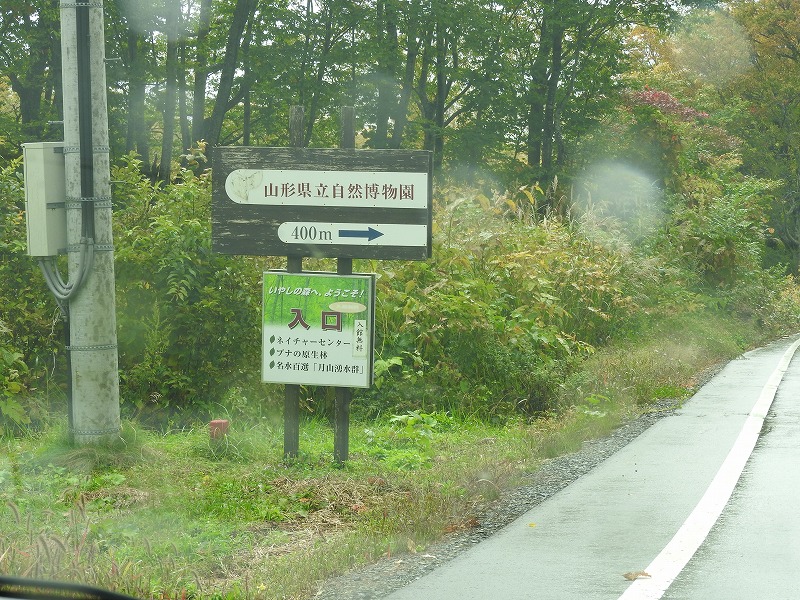 山形県立自然博物園
400m
いやしの森へ、ようこそ!
入口
入館無料
ネイチャーセンター
ブナの原生林
名水百選「月山湧水群」